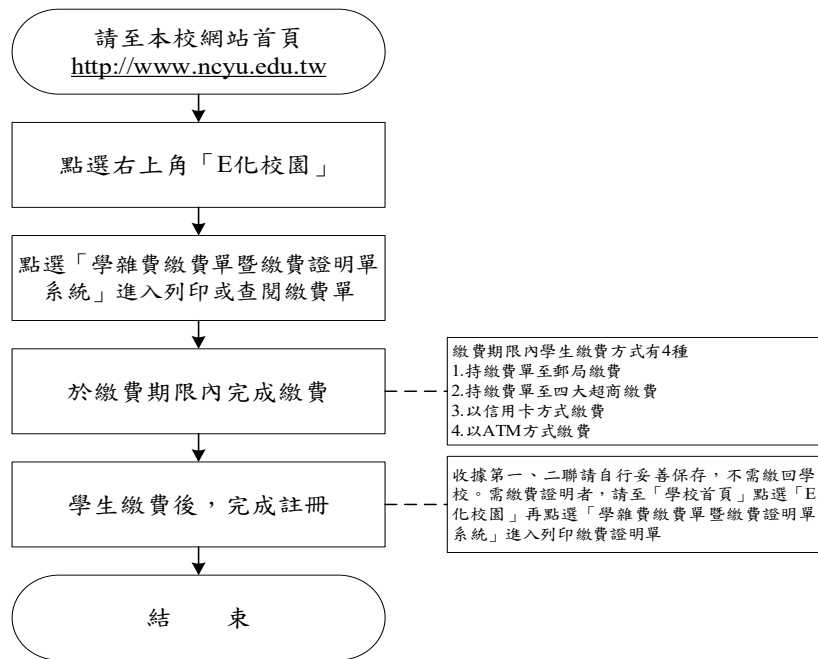 請至本校網站首頁
http://www.ncyu.edu.tw
點選右上角「E化校園」
點選「學雜費繳費單暨繳費證明單
系統」進入列印或查閱繳費單
於繳費期限內完成繳費
繳費期限內學生繳費方式有4種
1.持繳費單至郵局繳費
2.持繳費單至四大超商繳費
3.以信用卡方式繳費
4.以ATM方式繳費
學生繳費後，完成註冊
收據第一、二聯請自行妥善保存，不需繳回學
校。需繳費證明者，請至「學校首頁」點選「E
化校園」再點選「學雜費繳費單暨繳費證明單
系統」進入列印繳費證明單
結　　束